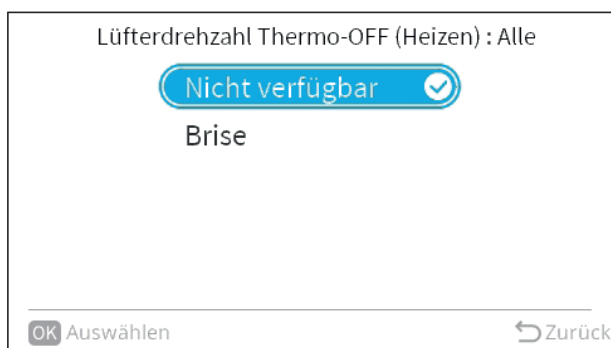 Lüfterdrehzahl Thermo-OFF (Heizen) : Alle
Nicht verfügbar
Brise
OK Auswählen
Zurück